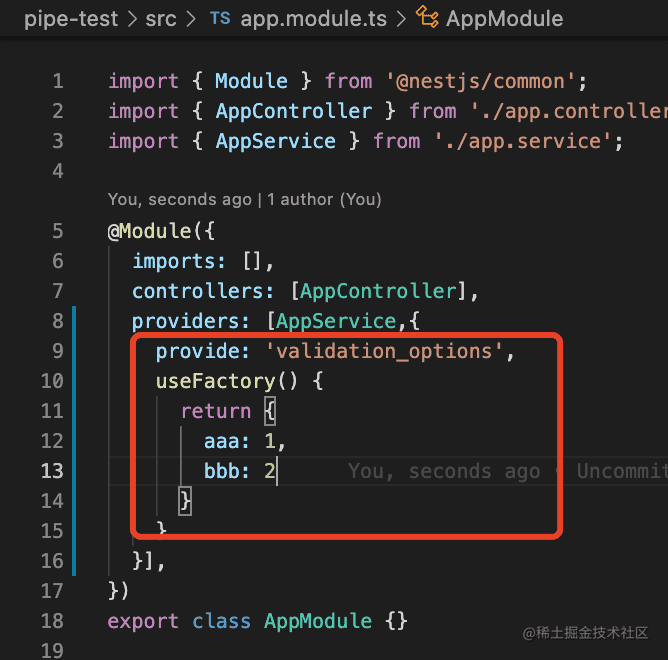 pipe-test > src > TS app.module.ts > AppModule
1 import { Module } from '@nestjs/common';
2 import { AppController } from './app.controller
3 import { AppService } from './app.service';
4
You, seconds ago | 1 author (You)
5 @Module({
6 imports: [],
7 controllers: [AppController],
8 providers: [AppService,{
9 provide: 'validation_options',
10 useFactory() {
11 return {
12 aaa: 1,
13 bbb: 2 You, seconds ago • Uncommit
14 }
15 }
16 }],
17 })
18 export class AppModule {}
19
@稀土掘金技术社区